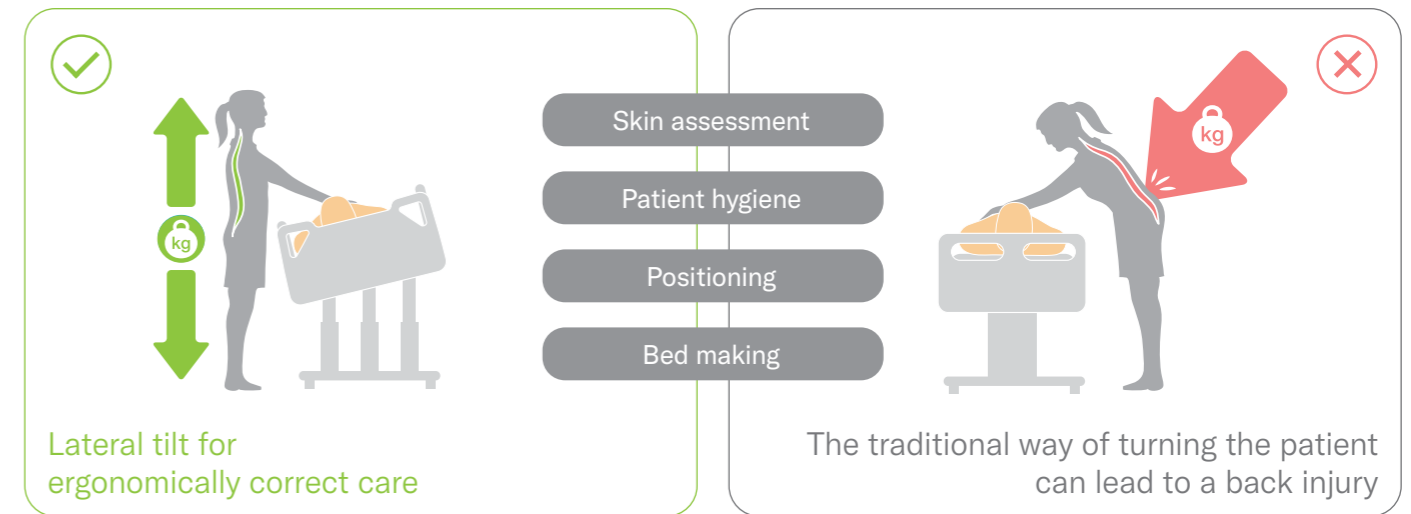 kg
Skin assessment
Patient hygiene
Positioning
Bed making
kg
Lateral tilt for
ergonomically correct care
The traditional way of turning the patient
can lead to a back injury